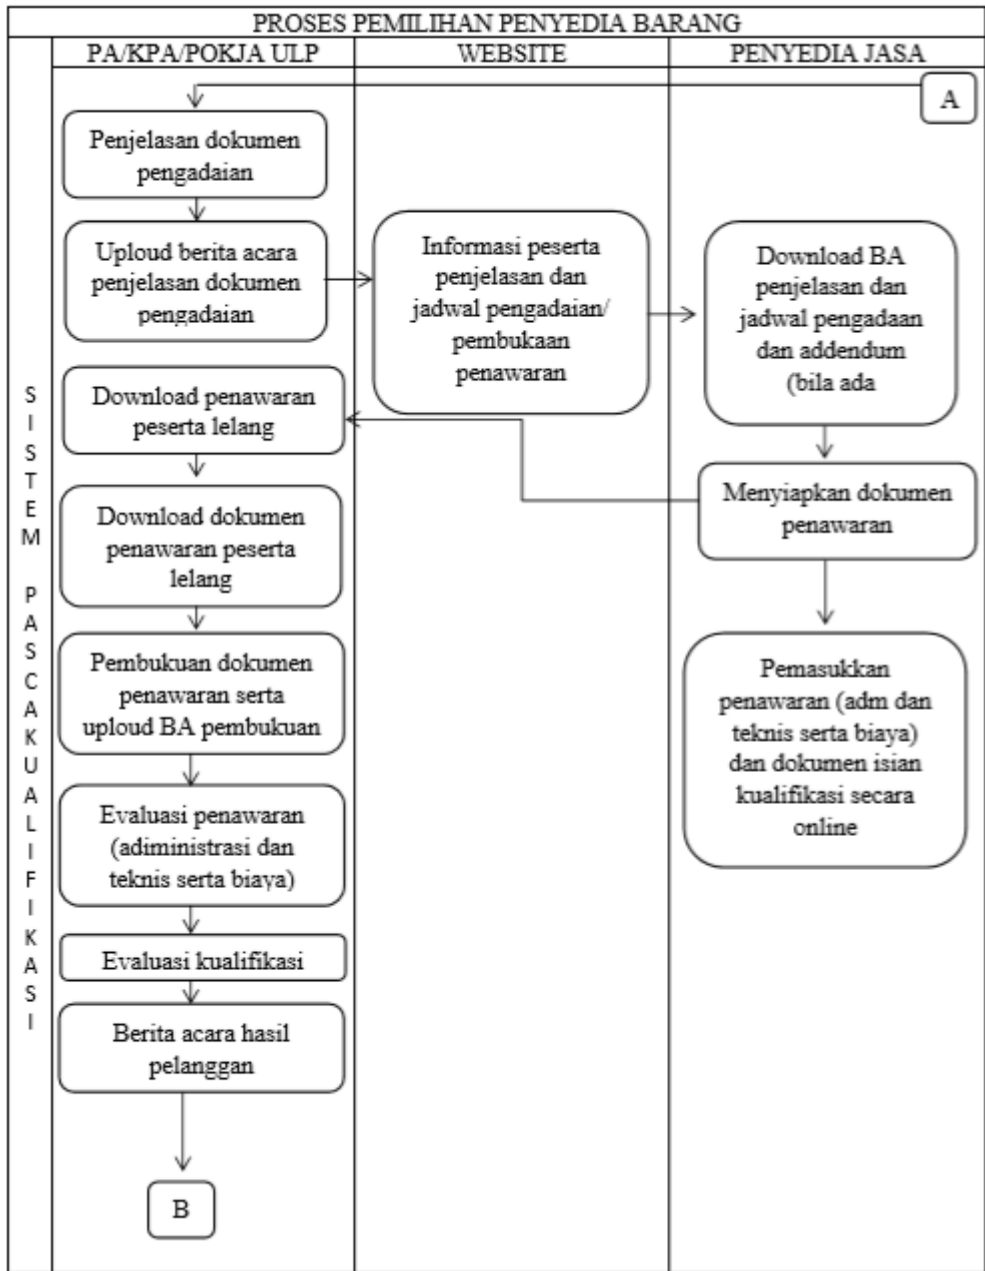 PROSES PEMILIHAN PENYEDIA BARANG
PA/KPA/POKJA ULP
WEBSITE
PENYEDIA JASA
A
Penjelasan dokumen
pengadaian
Uploud berita acara
penjelasan dokumen
pengadaian
Informasi peserta
penjelasan dan
jadwal pengadaian/
pembukaan
penawaran
Download BA
penjelasan dan
jadwal pengadaan
dan addendum
(bila ada
Download penawaran
peserta lelang
Menyiapkan dokumen
penawaran
Download dokumen
penawaran peserta
lelang
Pembukuan dokumen
penawaran serta
uploud BA pembukuan
Pemasukkan
penawaran (adm dan
teknis serta biaya)
dan dokumen isian
kualifikasi secara
online
Evaluasi penawaran
(adiministrasi dan
teknis serta biaya)
Evaluasi kualifikasi
Berita acara hasil
pelanggan
B
SISTEM PASCAKUALIFIKASI